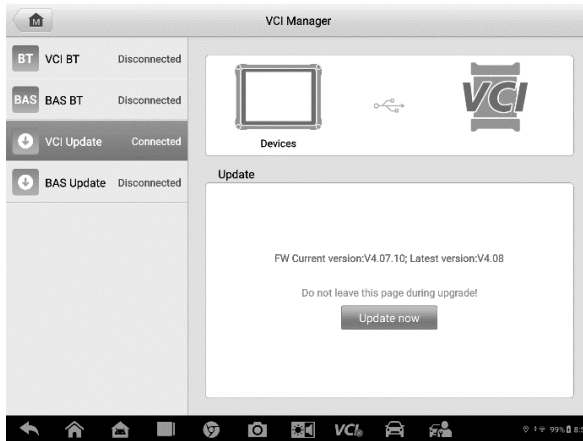 M
VCI Manager
BT VCI BT Disconnected
BAS BAS BT Disconnected
VCI Update Connected
BAS Update Disconnected
VCI
Devices
Update
FW Current version:V4.07.10; Latest version:V4.08
Do not leave this page during upgrade!
Update now
VCI
99%